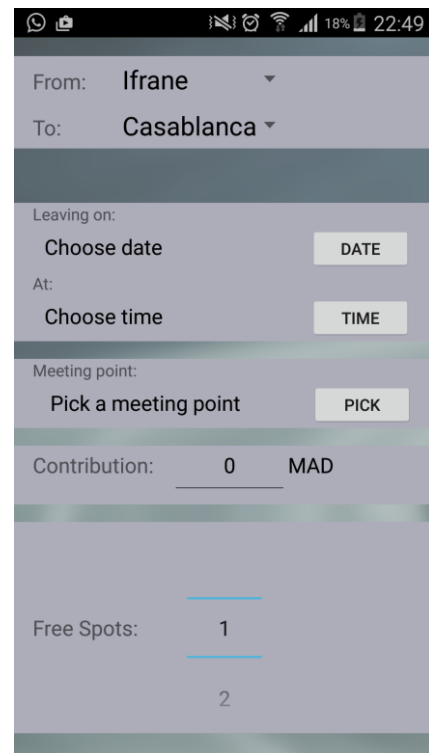 18% 22:49
From: Ifrane
To: Casablanca
Leaving on:
Choose date DATE
At:
Choose time TIME
Meeting point:
Pick a meeting point PICK
Contribution: 0 MAD
Free Spots: 1
2